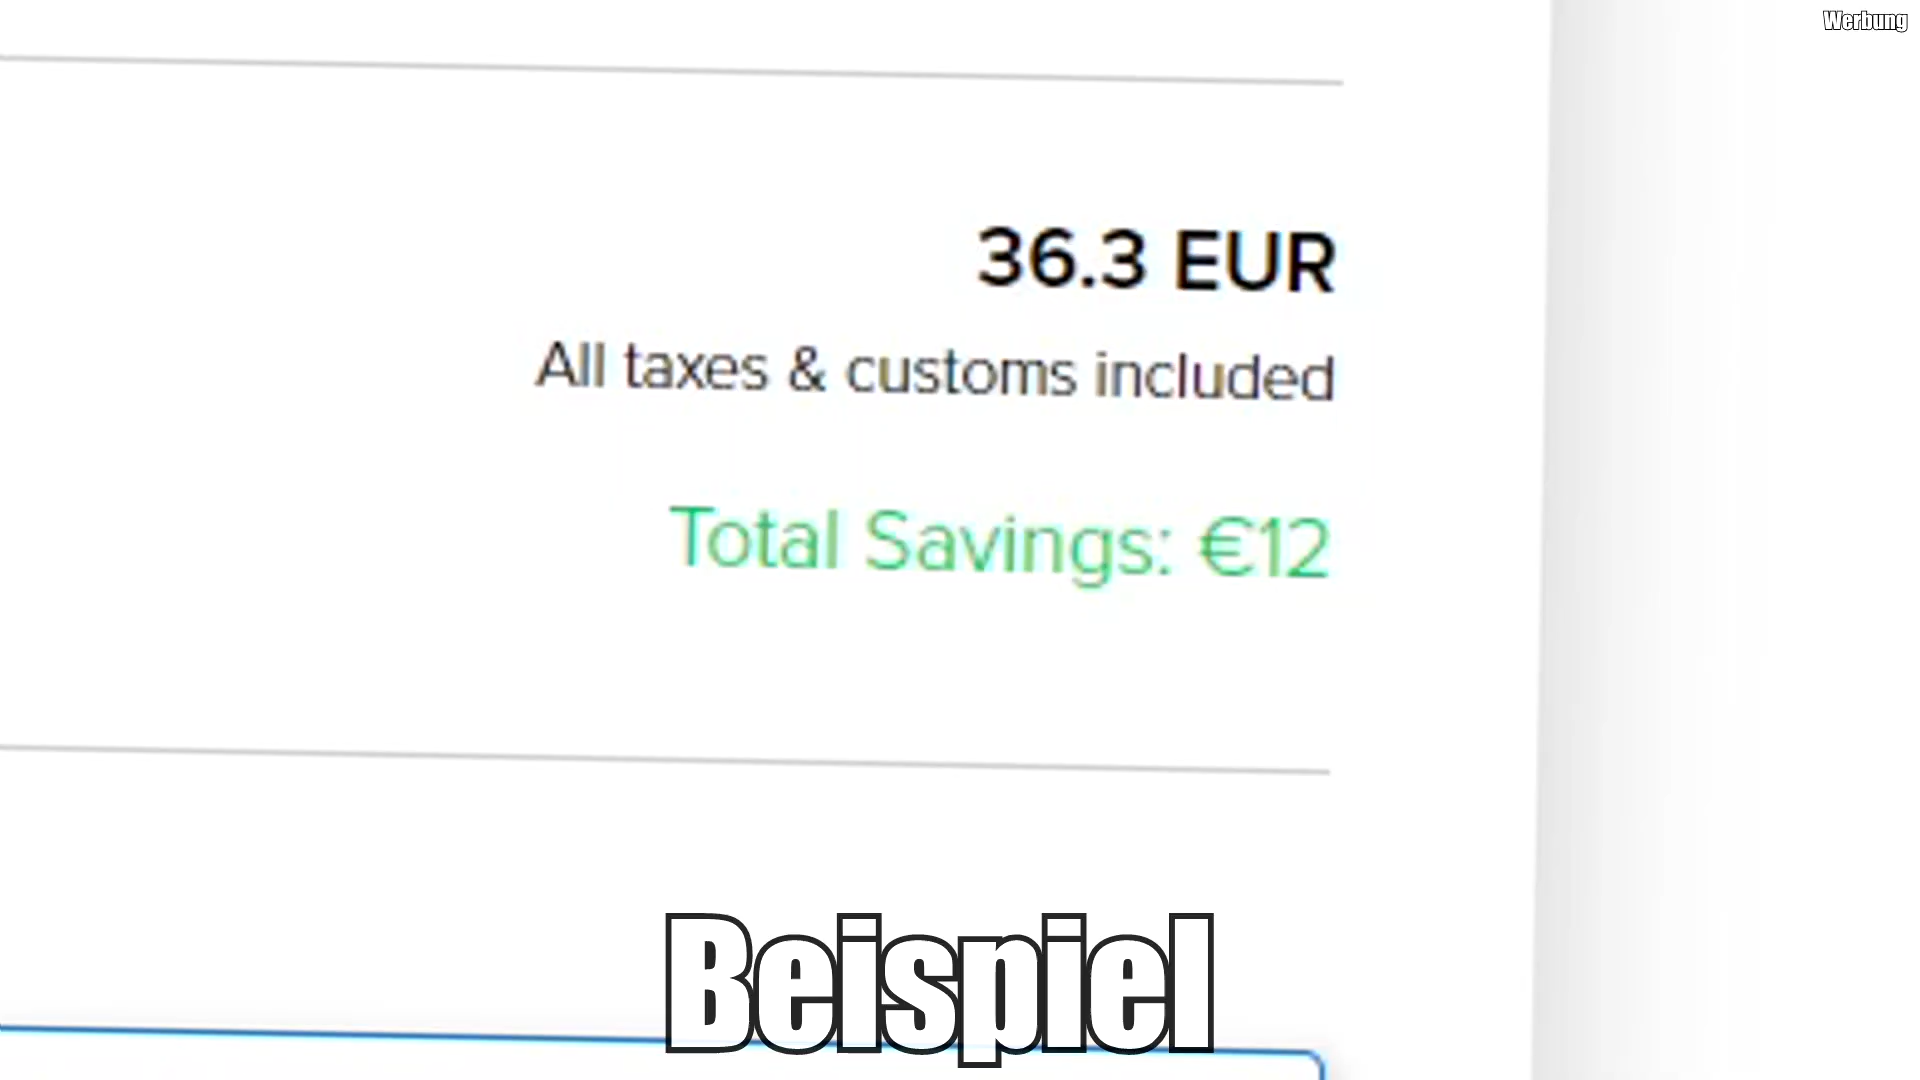 Werbung
36.3 EUR
All taxes & customs included
Total Savings: €12
Beispiel